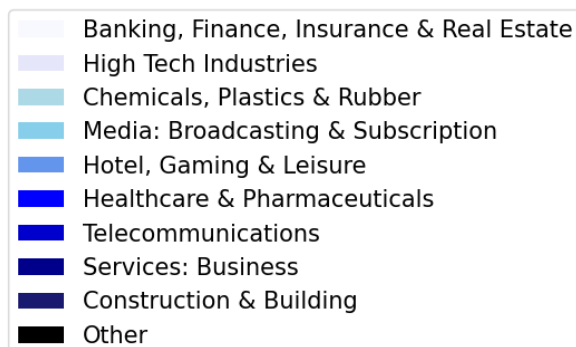 Banking, Finance, Insurance & Real Estate
High Tech Industries
Chemicals, Plastics & Rubber
Media: Broadcasting & Subscription
Hotel, Gaming & Leisure
Healthcare & Pharmaceuticals
Telecommunications
Services: Business
Construction & Building
Other